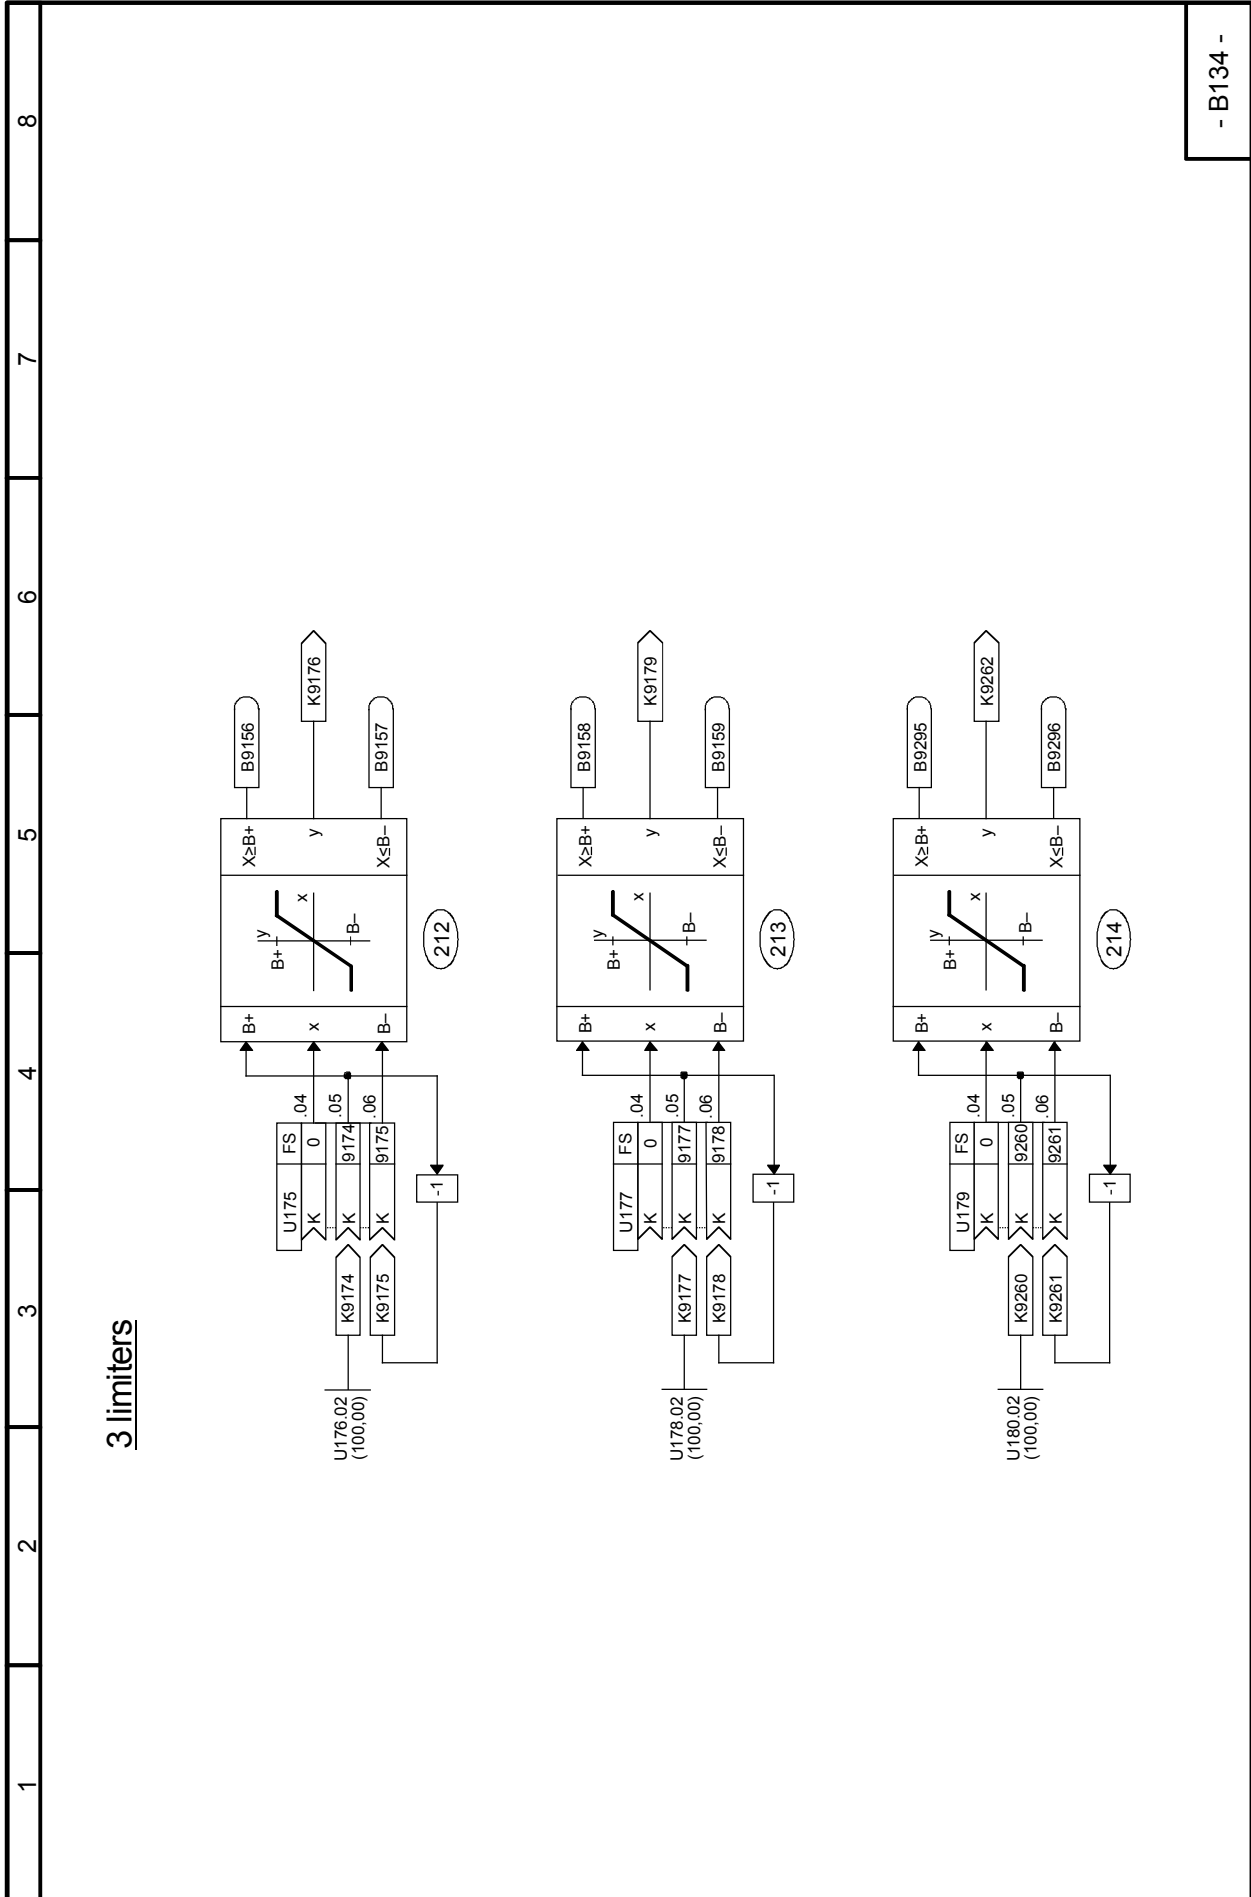 1
2
3
4
5
6
7
8
3 limiters
U176.02
(100,00)
K9174
K9175
U175 FS
K 0 .04
K 9174 .05
K 9175 .06
-1
B+
x
B–
y
B+
x
B–
X≥B+
y
X≤B–
B9156
K9176
B9157
212
U178.02
(100,00)
K9177
K9178
U177 FS
K 0 .04
K 9177 .05
K 9178 .06
-1
B+
x
B–
y
B+
x
B–
X≥B+
y
X≤B–
B9158
K9179
B9159
213
U180.02
(100,00)
K9260
K9261
U179 FS
K 0 .04
K 9260 .05
K 9261 .06
-1
B+
x
B–
y
B+
x
B–
X≥B+
y
X≤B–
B9295
K9262
B9296
214
- B134 -